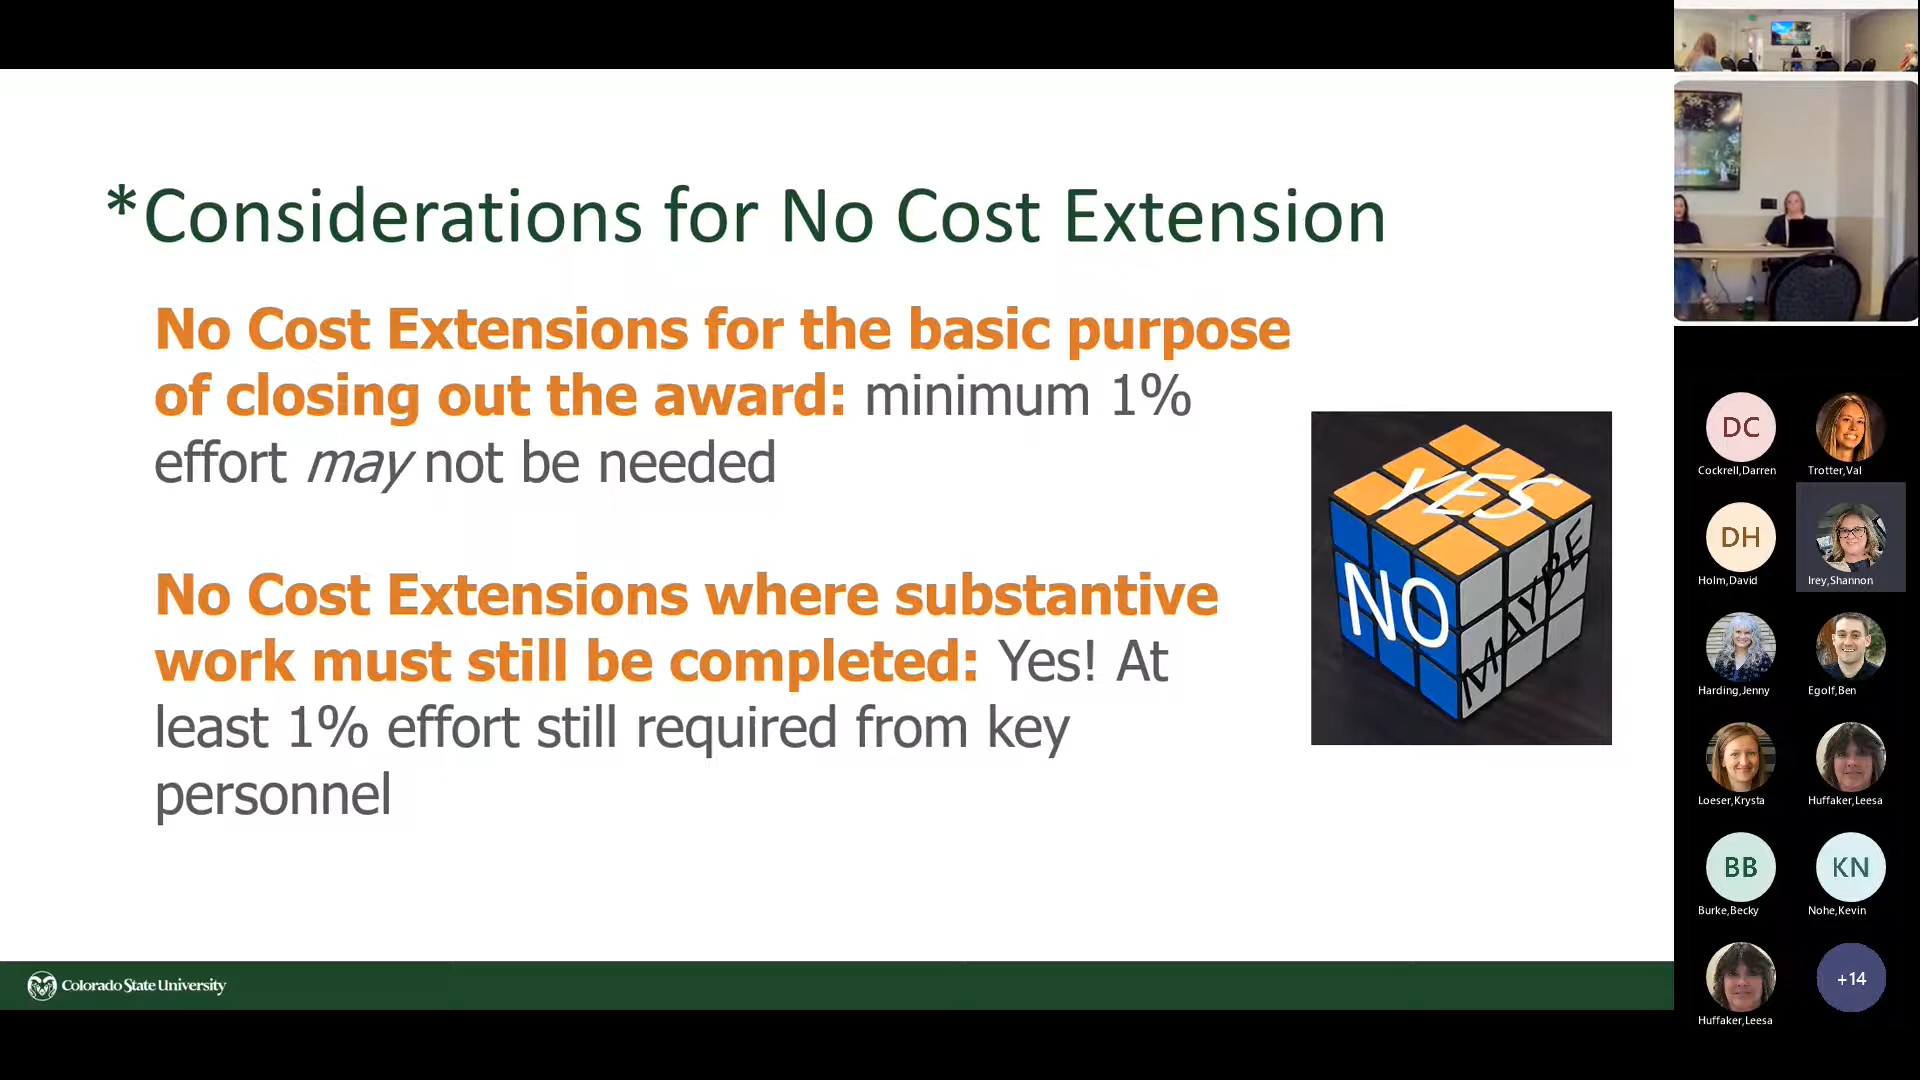 *Considerations for No Cost Extension
No Cost Extensions for the basic purpose
of closing out the award: minimum 1%
effort may not be needed
No Cost Extensions where substantive
work must still be completed: Yes! At
least 1% effort still required from key
personnel
YES
NO
MAYBE
Colorado State University
DC
Cockrell,Darren
Trotter,Val
DH
Holm,David
Irey,Shannon
Harding,Jenny
Egolf,Ben
Loeser,Krysta
Huffaker,Leesa
BB
Burke,Becky
KN
Nohe,Kevin
Huffaker,Leesa
+14